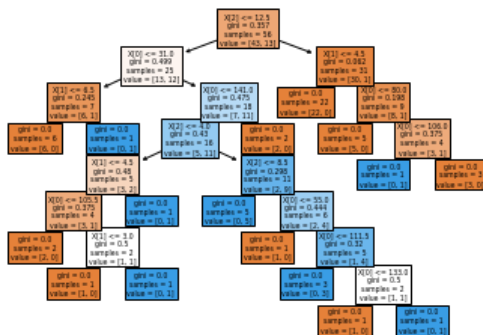 X[2] <= 12.5
gini = 0.357
samples = 56
value = [43, 13]
X[0] <= 31.0
gini = 0.499
samples = 25
value = [13, 12]
X[1] <= 4.5
gini = 0.062
samples = 31
value = [30, 1]
X[1] <= 6.5
gini = 0.245
samples = 7
value = [6, 1]
X[0] <= 141.0
gini = 0.475
samples = 18
value = [7, 11]
gini = 0.0
samples = 22
value = [22, 0]
X[0] <= 80.0
gini = 0.198
samples = 9
value = [8, 1]
gini = 0.0
samples = 6
value = [6, 0]
gini = 0.0
samples = 1
value = [0, 1]
X[2] <= 4.0
gini = 0.43
samples = 16
value = [5, 11]
gini = 0.0
samples = 2
value = [2, 0]
gini = 0.0
samples = 5
value = [5, 0]
X[0] <= 106.0
gini = 0.375
samples = 4
value = [3, 1]
X[1] <= 4.5
gini = 0.48
samples = 5
value = [3, 2]
X[2] <= 8.5
gini = 0.298
samples = 11
value = [2, 9]
gini = 0.0
samples = 1
value = [0, 1]
gini = 0.0
samples = 3
value = [3, 0]
X[0] <= 105.5
gini = 0.375
samples = 4
value = [3, 1]
gini = 0.0
samples = 1
value = [0, 1]
gini = 0.0
samples = 5
value = [0, 5]
X[0] <= 55.0
gini = 0.444
samples = 6
value = [2, 4]
gini = 0.0
samples = 2
value = [2, 0]
X[1] <= 3.0
gini = 0.5
samples = 2
value = [1, 1]
gini = 0.0
samples = 1
value = [1, 0]
X[0] <= 111.5
gini = 0.32
samples = 5
value = [1, 4]
gini = 0.0
samples = 1
value = [1, 0]
gini = 0.0
samples = 1
value = [0, 1]
gini = 0.0
samples = 3
value = [0, 3]
X[0] <= 133.0
gini = 0.5
samples = 2
value = [1, 1]
gini = 0.0
samples = 1
value = [1, 0]
gini = 0.0
samples = 1
value = [0, 1]